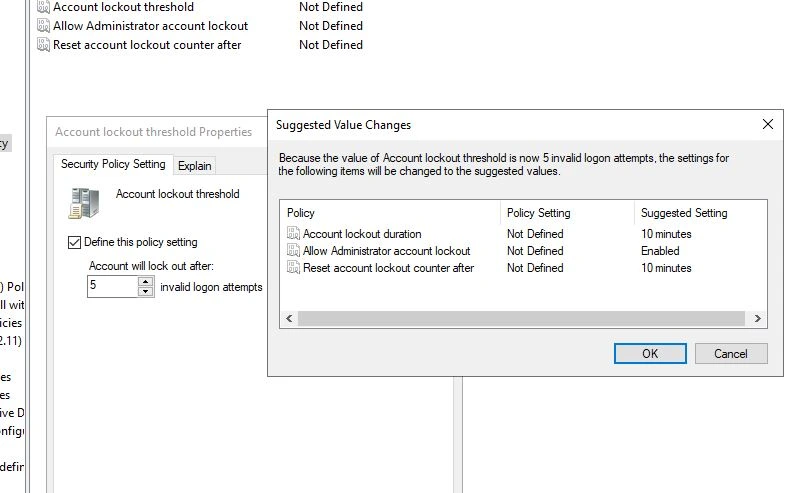 Account lockout threshold Not Defined
Allow Administrator account lockout Not Defined
Reset account lockout counter after Not Defined
Account lockout threshold Properties
Security Policy Setting Explain
Account lockout threshold
Define this policy setting
Account will lock out after:
5 invalid logon attempts
Suggested Value Changes
Because the value of Account lockout threshold is now 5 invalid logon attempts, the settings for
the following items will be changed to the suggested values.
Policy Policy Setting Suggested Setting
Account lockout duration Not Defined 10 minutes
Allow Administrator account lockout Not Defined Enabled
Reset account lockout counter after Not Defined 10 minutes
OK Cancel
cy
) Pol
ll wit
icies
2.11)
es
es
ive D
onfig
defin